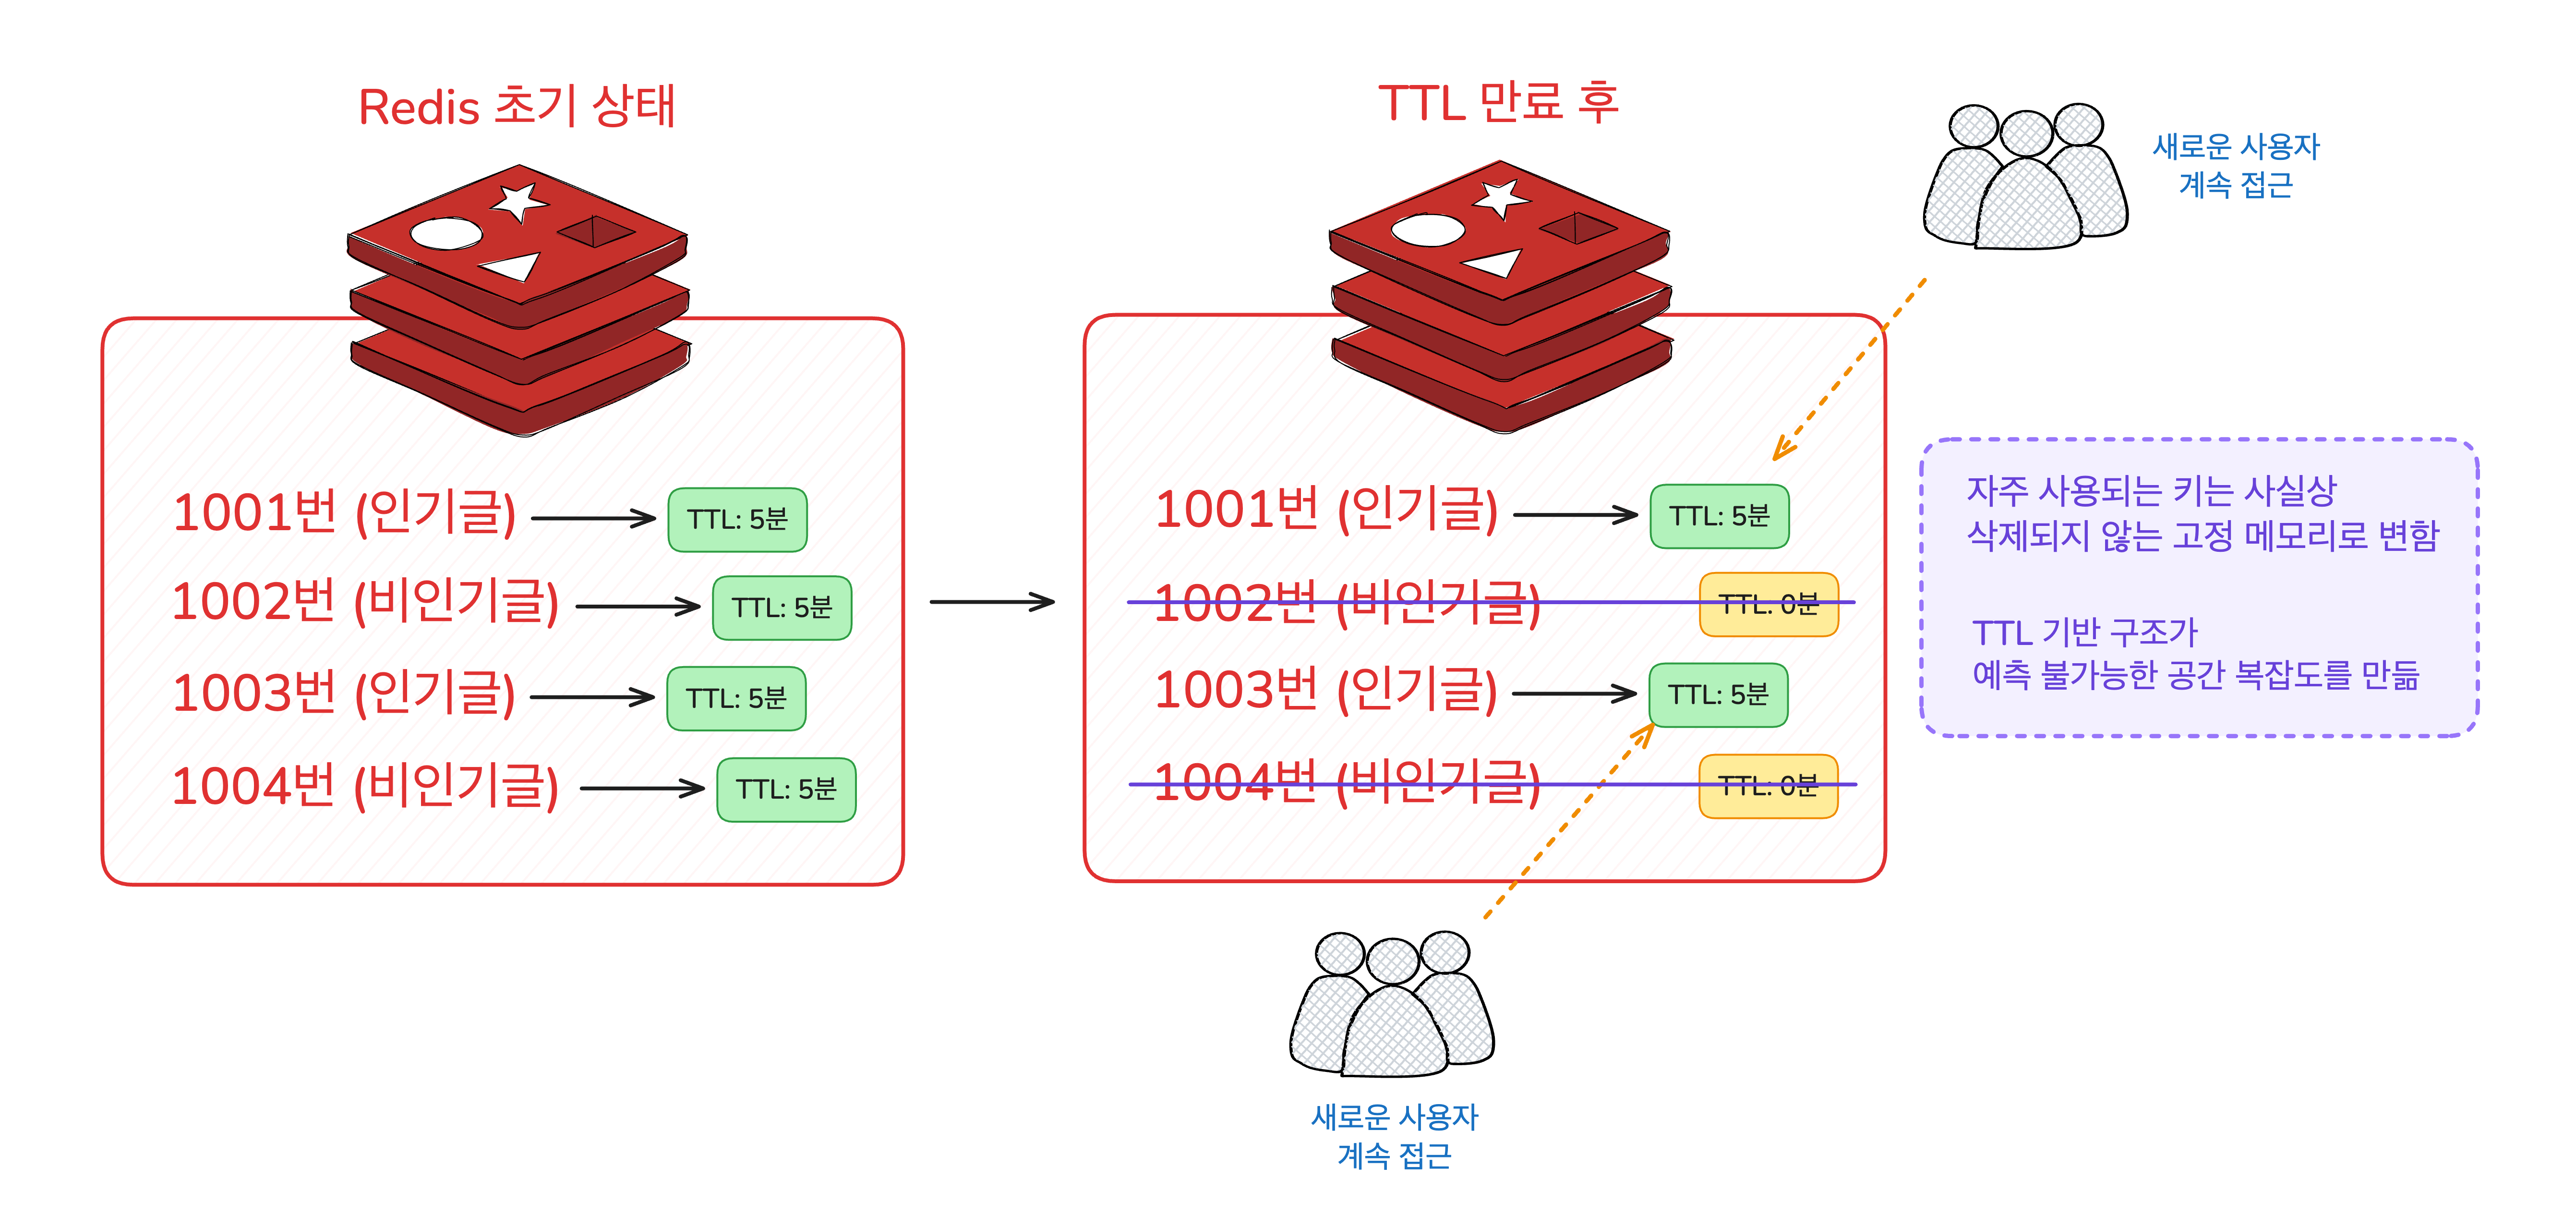 Redis 초기 상태
1001번 (인기글)
TTL: 5분
1002번 (비인기글)
TTL: 5분
1003번 (인기글)
TTL: 5분
1004번 (비인기글)
TTL: 5분
TTL 만료 후
1001번 (인기글)
TTL: 5분
1002번 (비인기글)
TTL: 0분
1003번 (인기글)
TTL: 5분
1004번 (비인기글)
TTL: 0분
새로운 사용자
계속 접근
자주 사용되는 키는 사실상
삭제되지 않는 고정 메모리로 변함
TTL 기반 구조가
예측 불가능한 공간 복잡도를 만듦
새로운 사용자
계속 접근